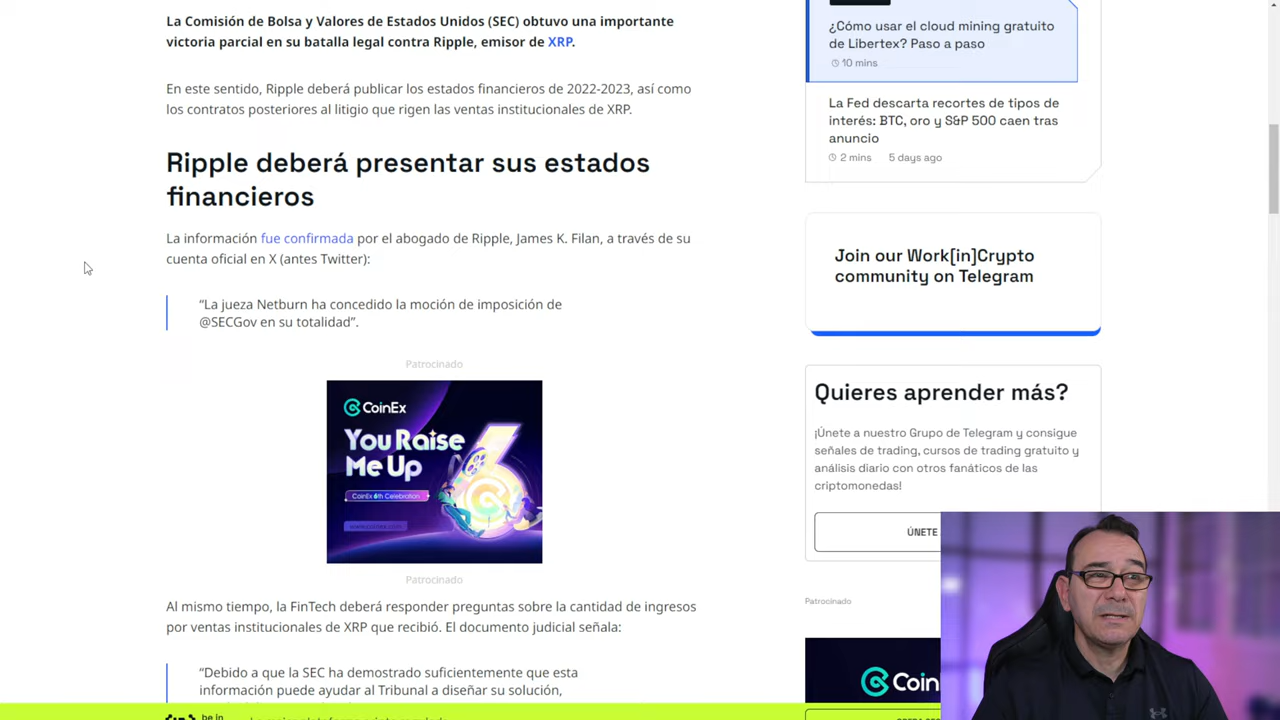 La Comisión de Bolsa y Valores de Estados Unidos (SEC) obtuvo una importante
victoria parcial en su batalla legal contra Ripple, emisor de XRP.
En este sentido, Ripple deberá publicar los estados financieros de 2022-2023, así como
los contratos posteriores al litigio que rigen las ventas institucionales de XRP.
Ripple deberá presentar sus estados
financieros
La información fue confirmada por el abogado de Ripple, James K. Filan, a través de su
cuenta oficial en X (antes Twitter):
“La jueza Netburn ha concedido la moción de imposición de
@SECGov en su totalidad”.
Patrocinado
CoinEx
You Raise
Me Up
CoinEx 6th Celebration
www.coinex.com
Patrocinado
Al mismo tiempo, la FinTech deberá responder preguntas sobre la cantidad de ingresos
por ventas institucionales de XRP que recibió. El documento judicial señala:
“Debido a que la SEC ha demostrado suficientemente que esta
información puede ayudar al Tribunal a diseñar su solución,
¿Cómo usar el cloud mining gratuito
de Libertex? Paso a paso
10 mins
La Fed descarta recortes de tipos de
interés: BTC, oro y S&P 500 caen tras
anuncio
2 mins 5 days ago
Join our Work[in]Crypto
community on Telegram
Quieres aprender más?
¡Únete a nuestro Grupo de Telegram y consigue
señales de trading, cursos de trading gratuito y
análisis diario con otros fanáticos de las
criptomonedas!
ÚNETE
Patrocinado
Coin
be in